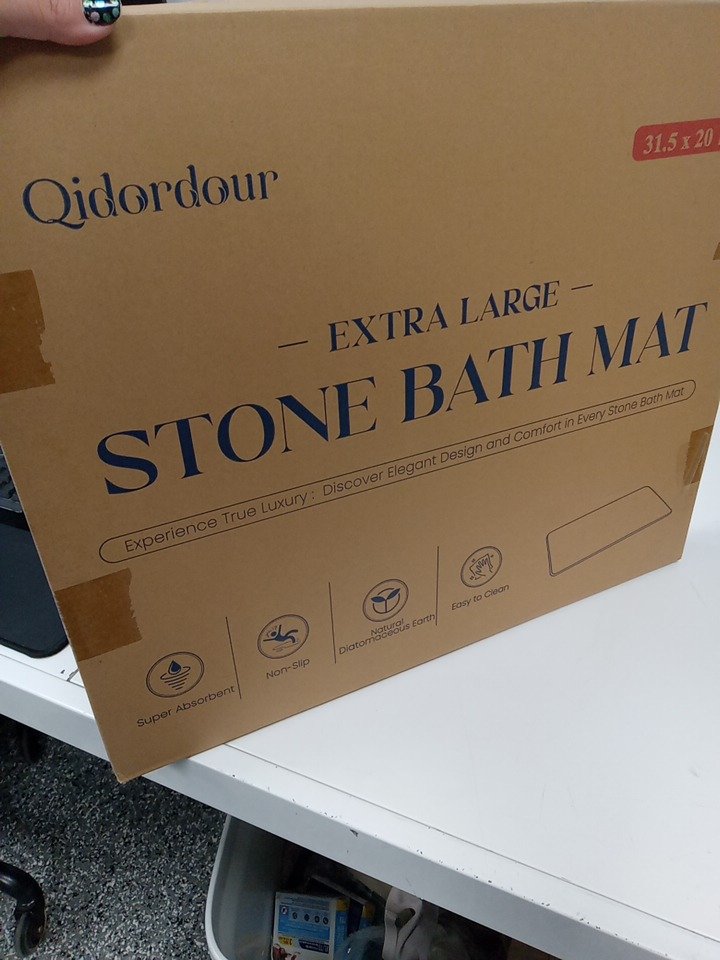 31.5 x 20
Qidordour
— EXTRA LARGE —
STONE BATH MAT
Experience True Luxury : Discover Elegant Design and Comfort in Every Stone Bath Mat
Super Absorbent
Non-Slip
Natural
Diatomaceous Earth
Easy to Clean